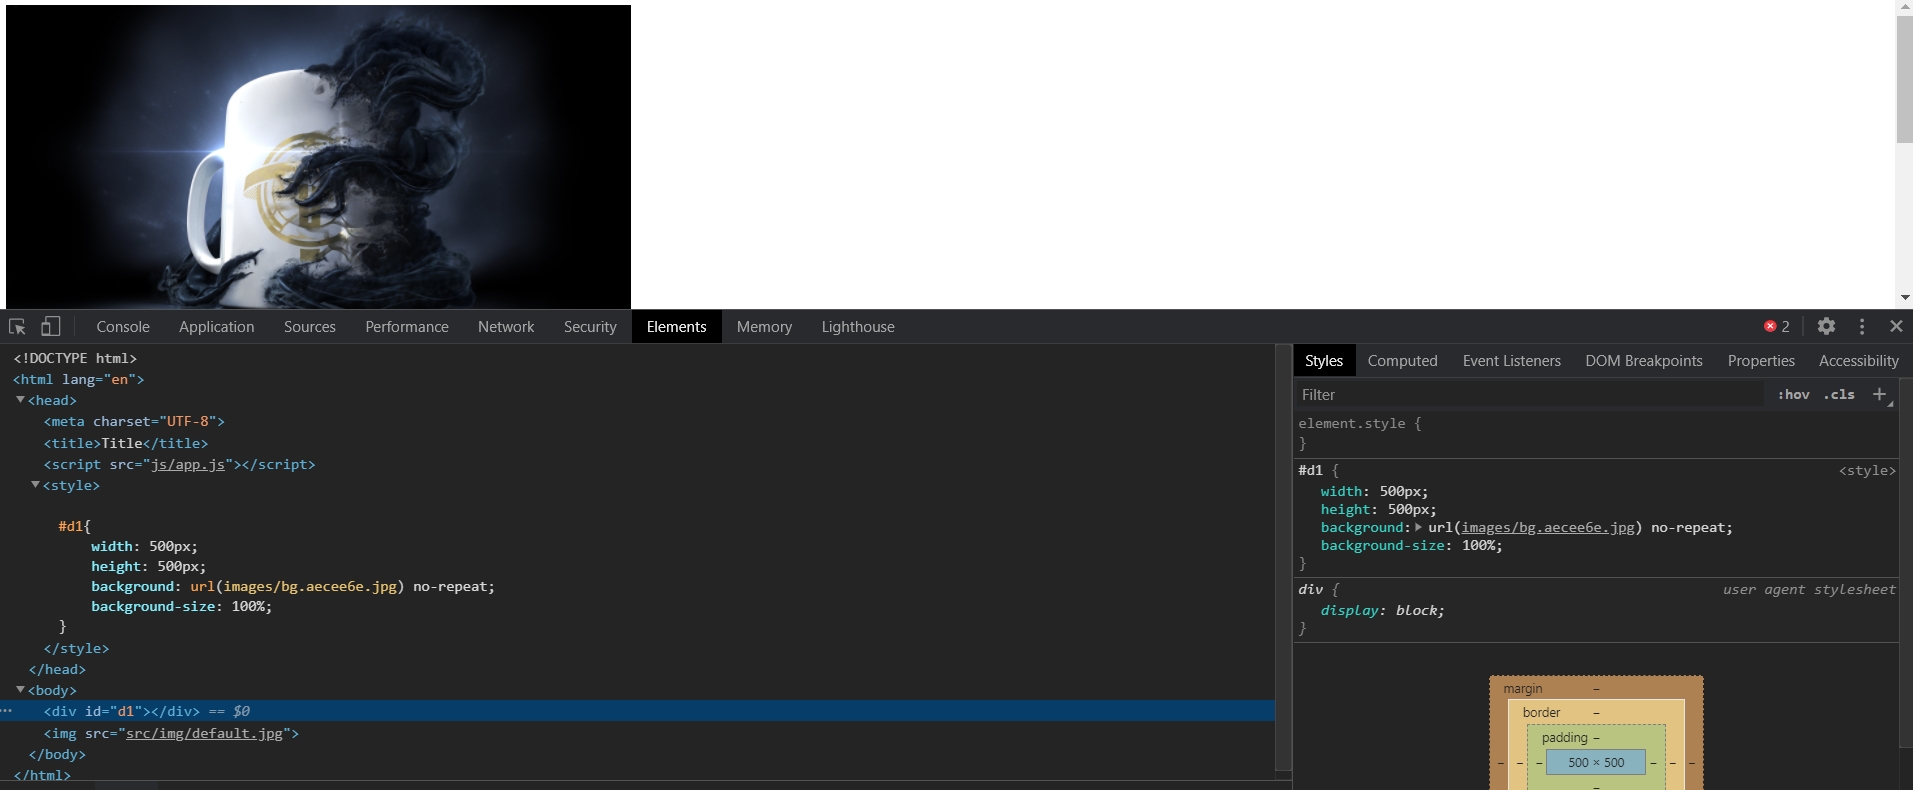 Console Application Sources Performance Network Security Elements Memory Lighthouse 2
<!DOCTYPE html>
<html lang="en">
<head>
<meta charset="UTF-8">
<title>Title</title>
<script src="js/app.js"></script>
<style>
#d1{
width: 500px;
height: 500px;
background: url(images/bg.aecee6e.jpg) no-repeat;
background-size: 100%;
}
</style>
</head>
<body>
<div id="d1"></div> == $0
<img src="src/img/default.jpg">
</body>
</html>
Styles Computed Event Listeners DOM Breakpoints Properties Accessibility
Filter :hov .cls +
element.style {
}
#d1 { <style>
width: 500px;
height: 500px;
background: url(images/bg.aecee6e.jpg) no-repeat;
background-size: 100%;
}
div { user agent stylesheet
display: block;
}
margin –
border –
padding –
– – – 500 × 500 – – –
–